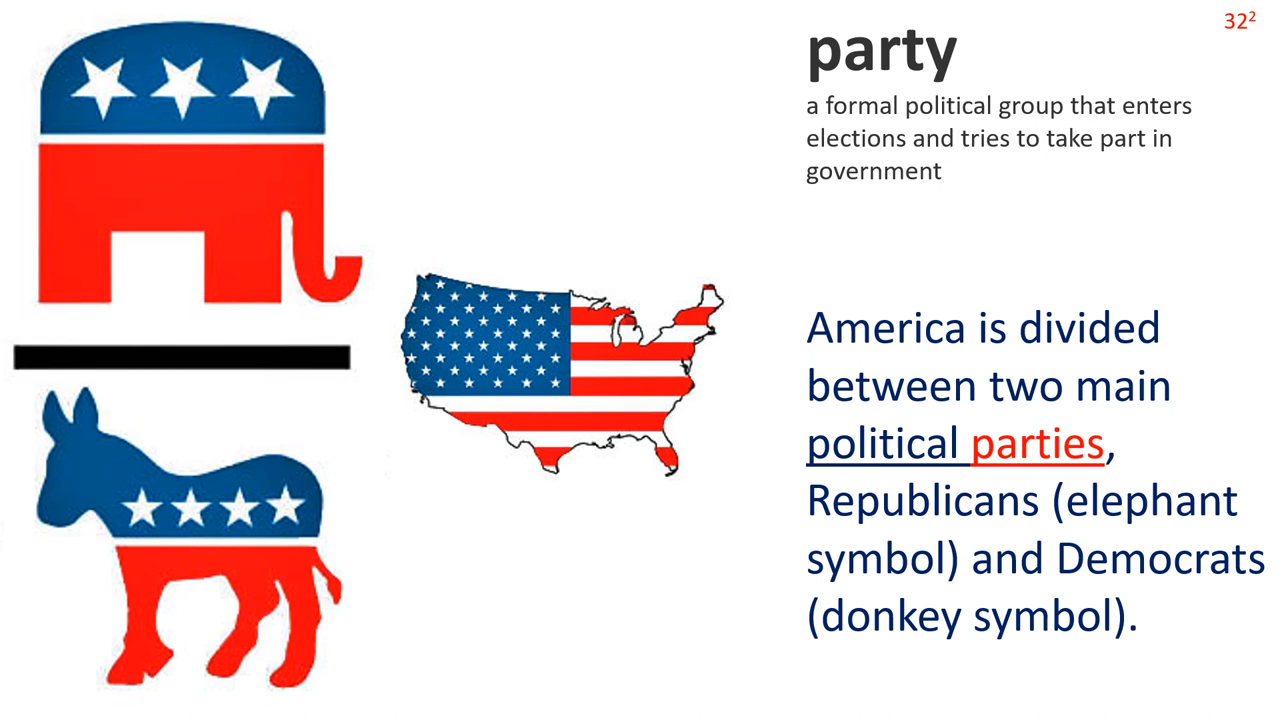 32²
party
a formal political group that enters
elections and tries to take part in
government
America is divided
between two main
political parties,
Republicans (elephant
symbol) and Democrats
(donkey symbol).